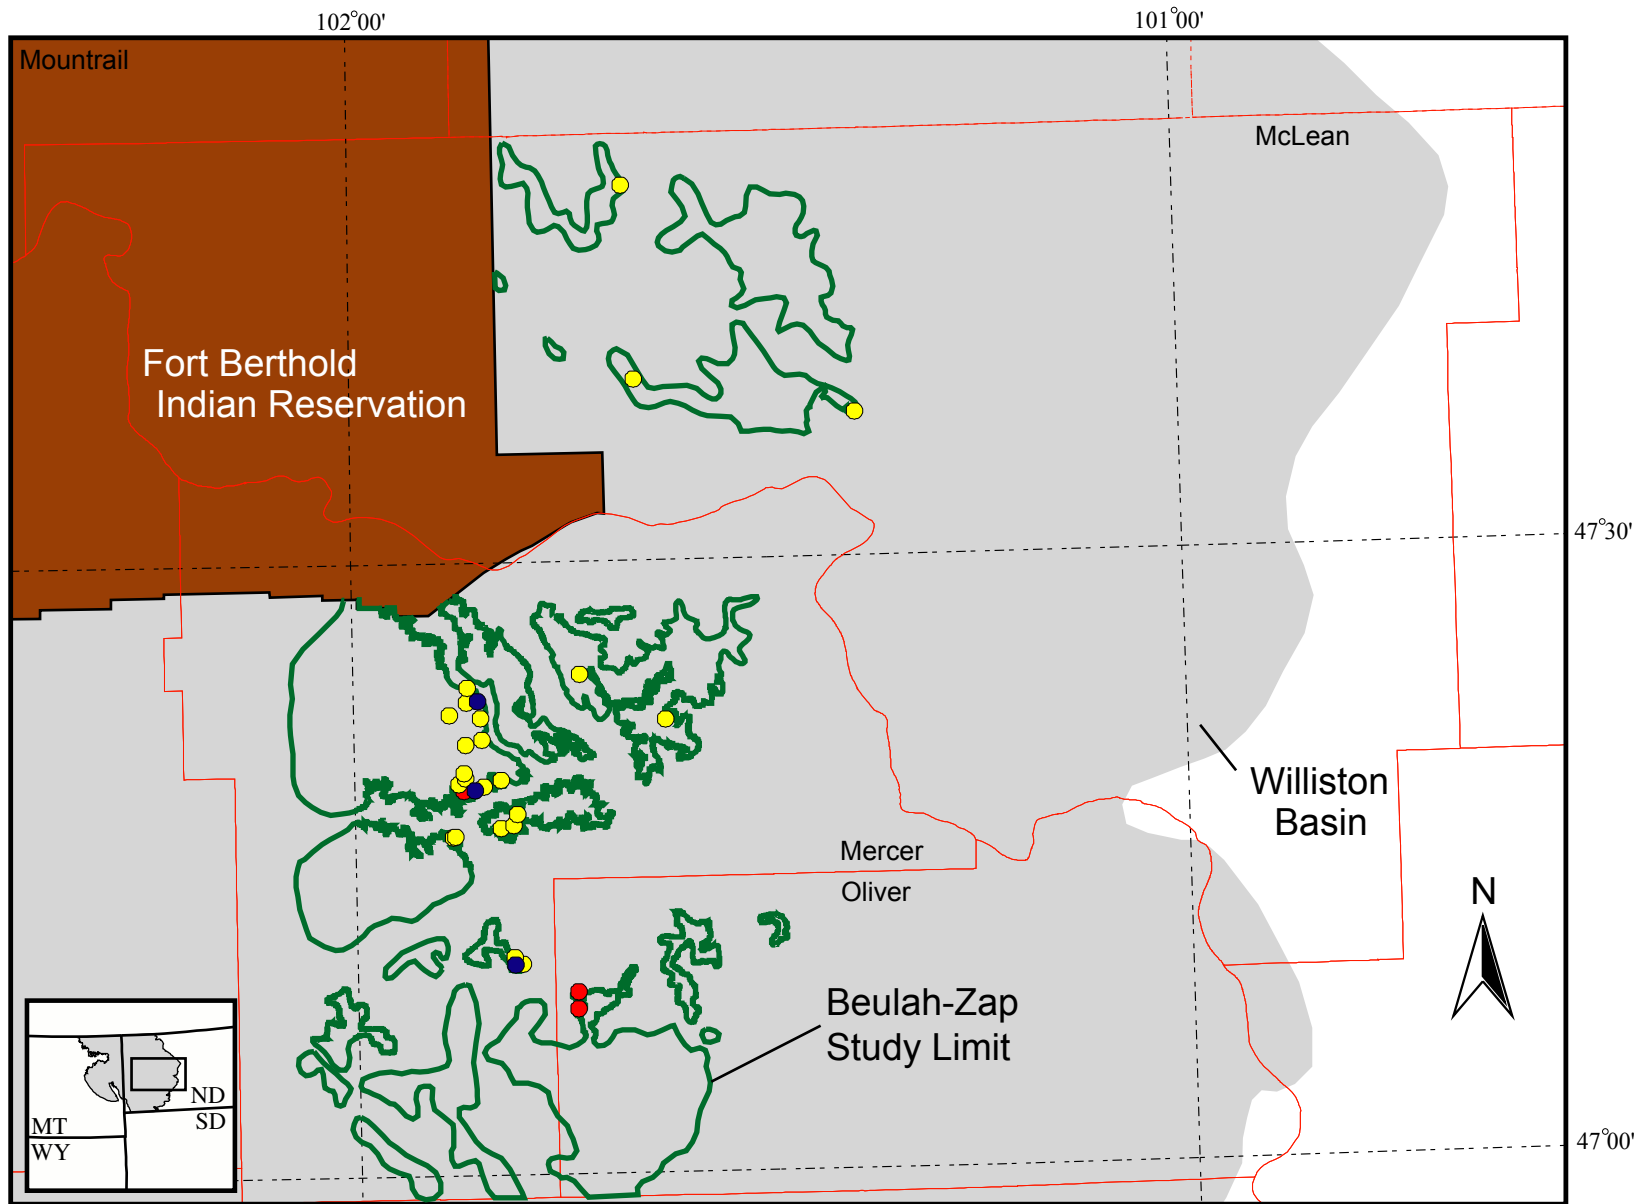 102°00'
101°00'
Mountrail
McLean
Fort Berthold
Indian Reservation
47°30'
Williston
Basin
Mercer
Oliver
N
Beulah-Zap
Study Limit
ND
SD
MT
WY
47°00'